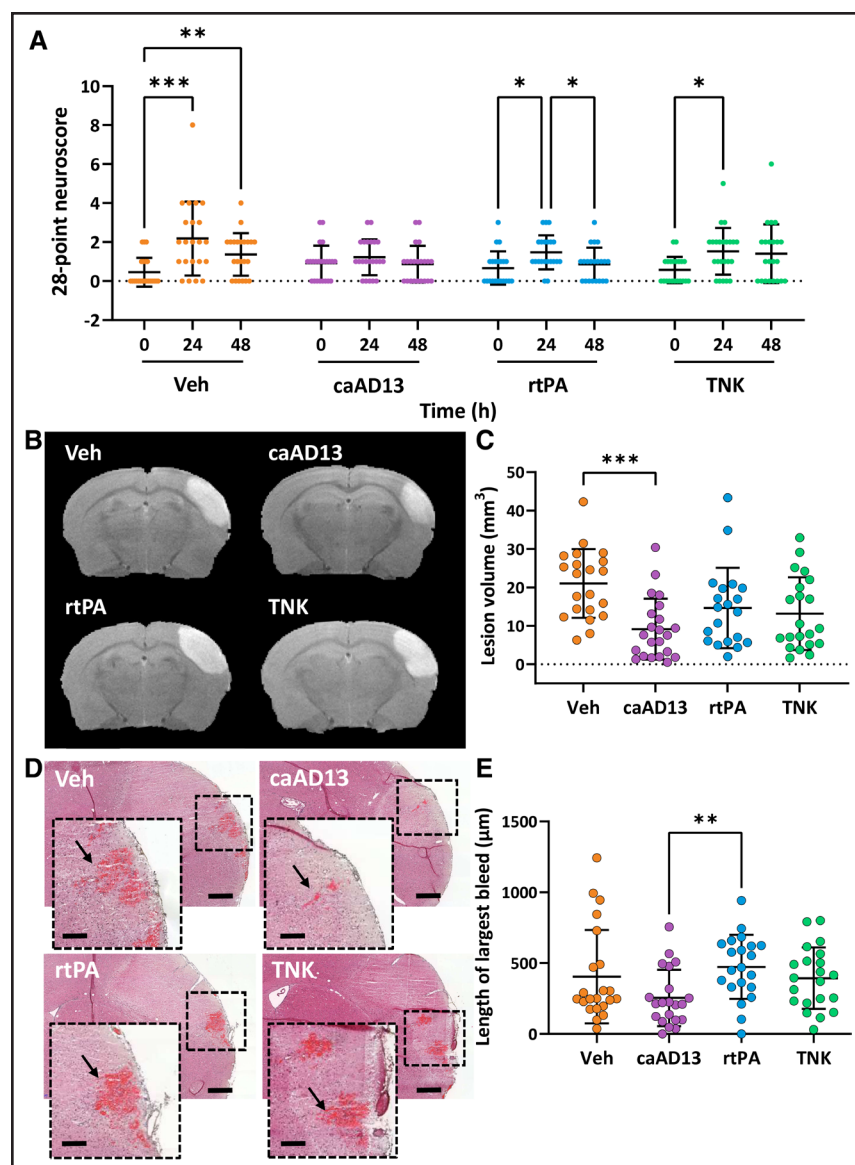 A
** 
***
* *
*
28-point neuroscore
10
8
6
4
2
0
-2
0 24 48 0 24 48 0 24 48 0 24 48
Veh caAD13 rtPA TNK
Time (h)
B
Veh caAD13
rtPA TNK
C
***
Lesion volume (mm³)
50
40
30
20
10
0
Veh caAD13 rtPA TNK
D
Veh caAD13
rtPA TNK
E
**
Length of largest bleed (µm)
1500
1000
500
0
Veh caAD13 rtPA TNK